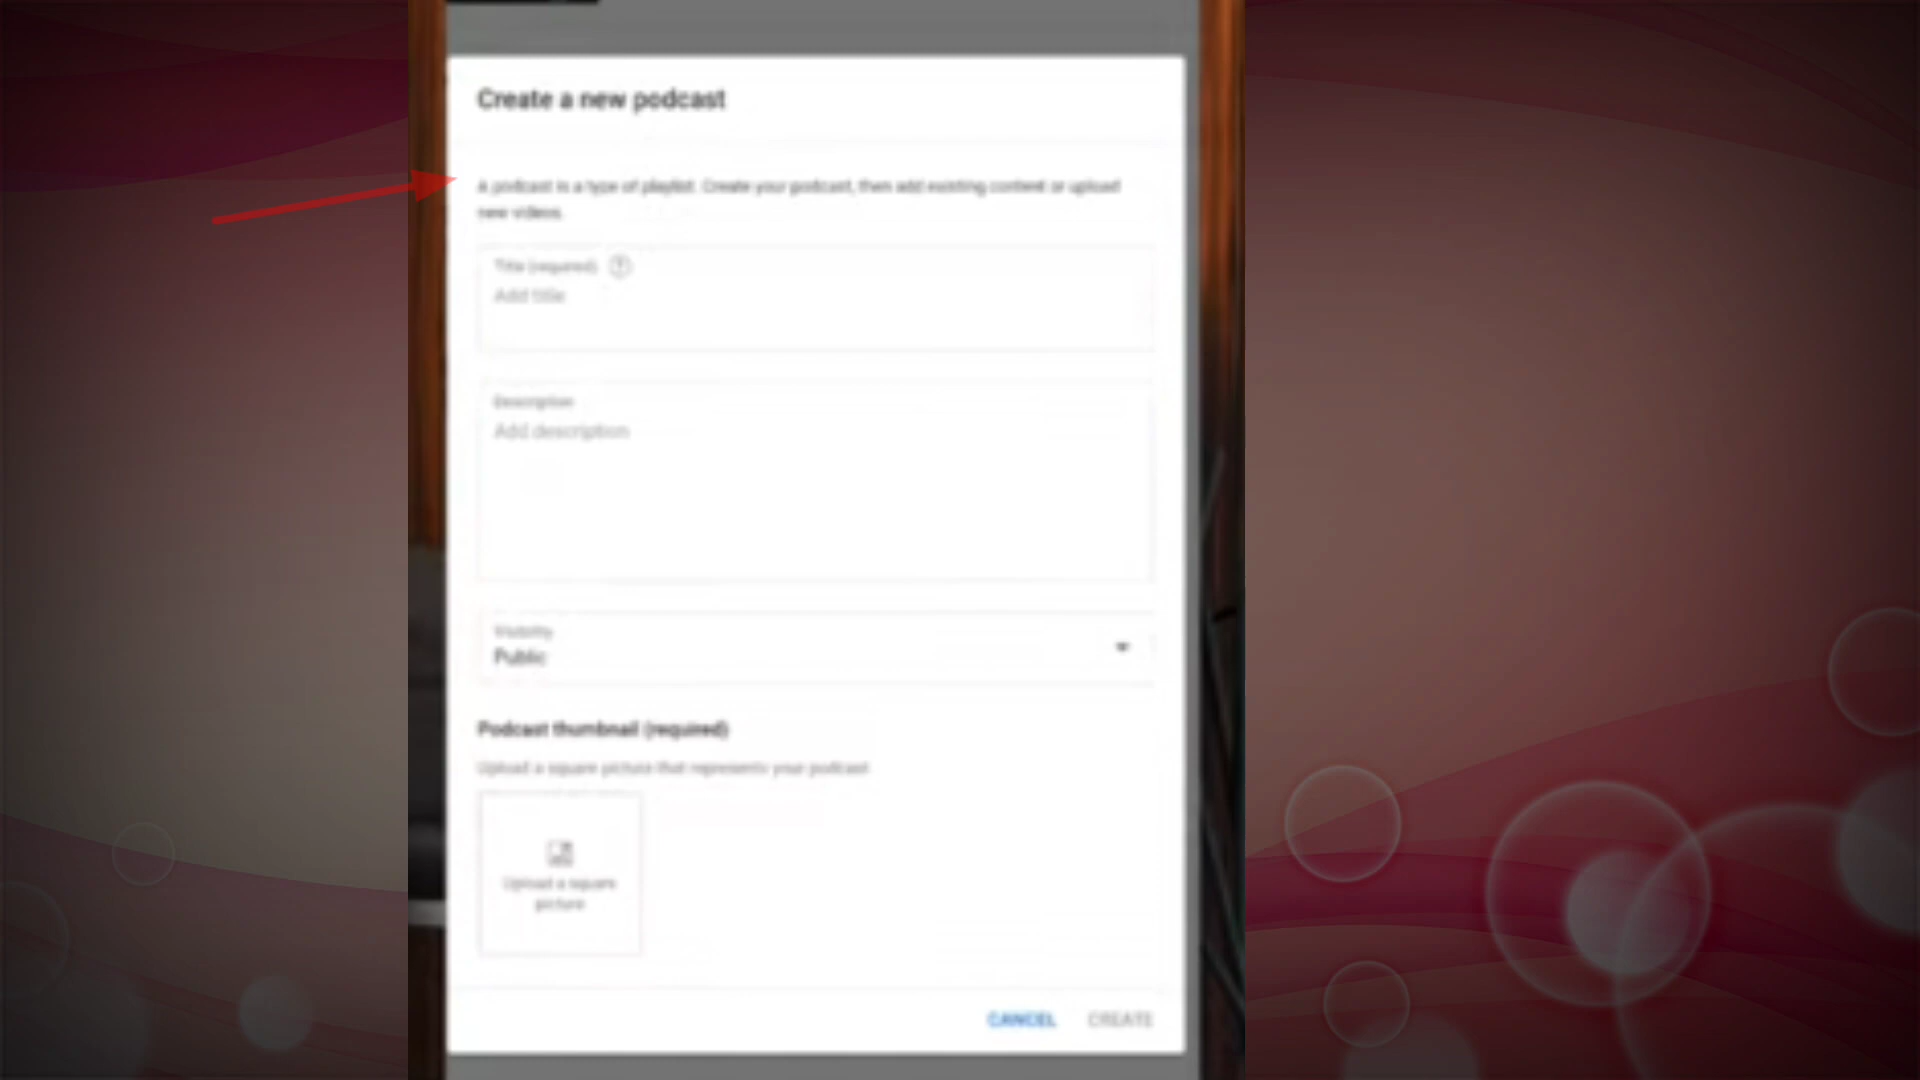 Create a new podcast
A podcast is a type of playlist. Create your podcast, then add existing content or upload
new videos.
Title (required)
Add title
Description
Add description
Visibility
Public
Podcast thumbnail (required)
Upload a square picture that represents your podcast
Upload a square
picture
CANCEL CREATE